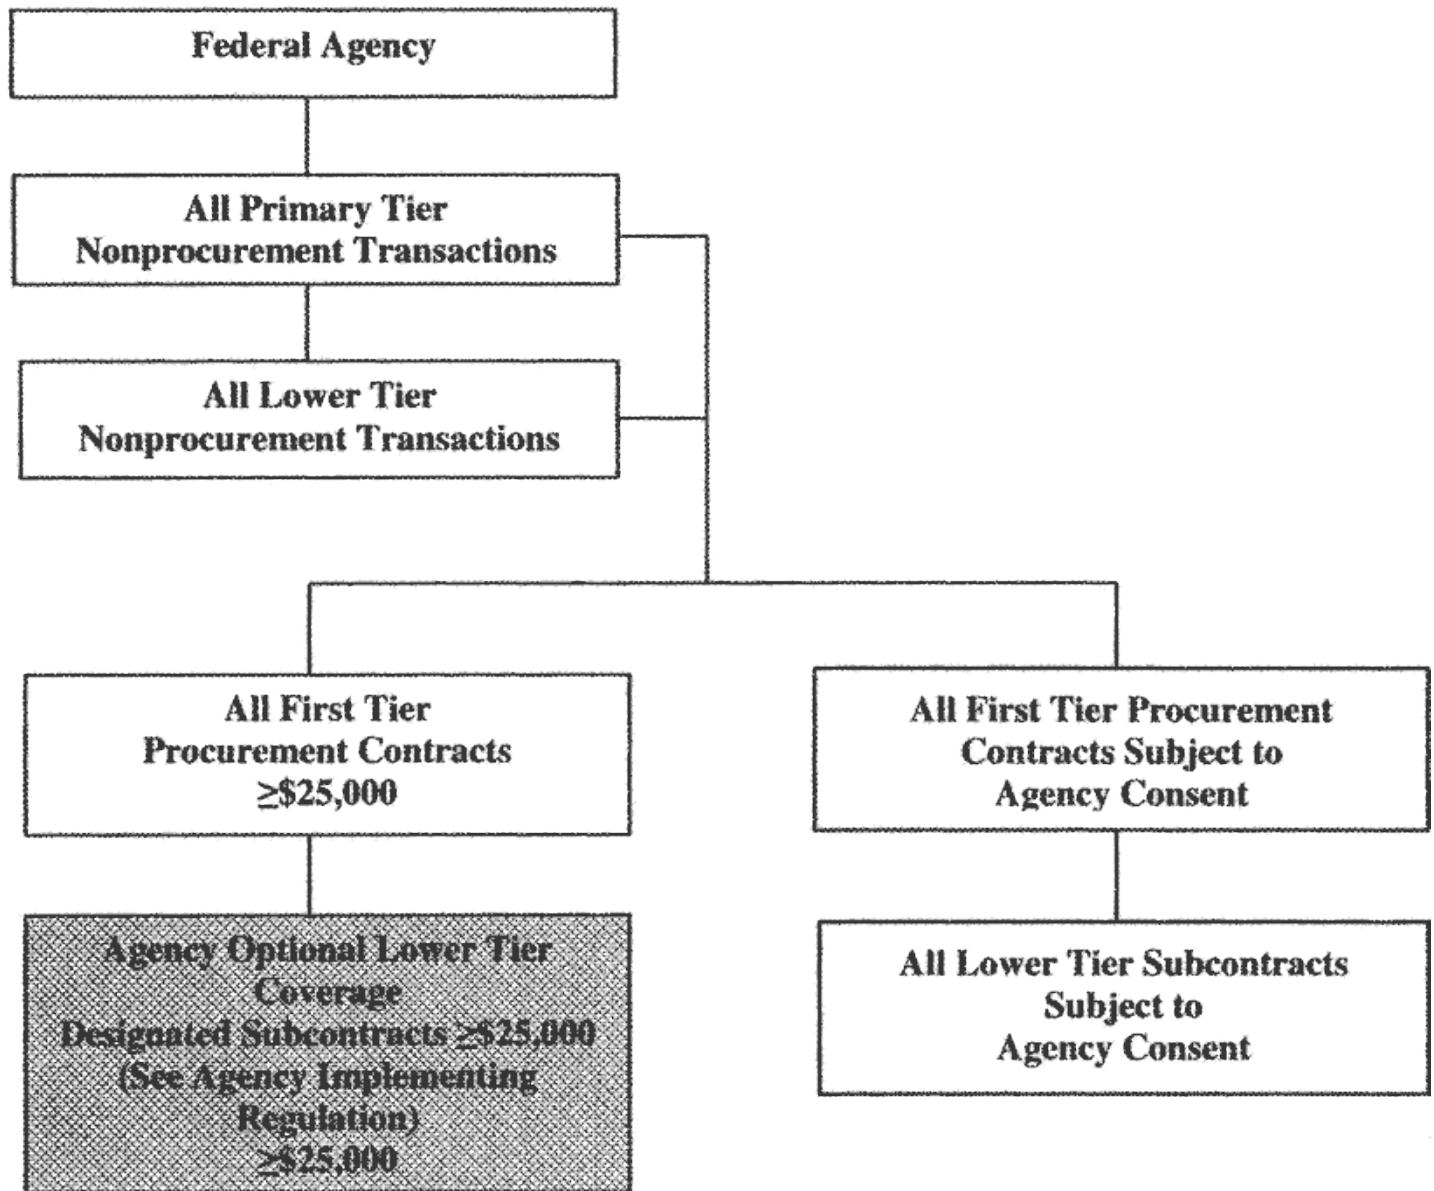 Federal Agency
All Primary Tier
Nonprocurement Transactions
All Lower Tier
Nonprocurement Transactions
All First Tier
Procurement Contracts
≥$25,000
All First Tier Procurement
Contracts Subject to
Agency Consent
Agency Optional Lower Tier
Coverage
Designated Subcontracts ≥$25,000
(See Agency Implementing
Regulation)
≥$25,000
All Lower Tier Subcontracts
Subject to
Agency Consent